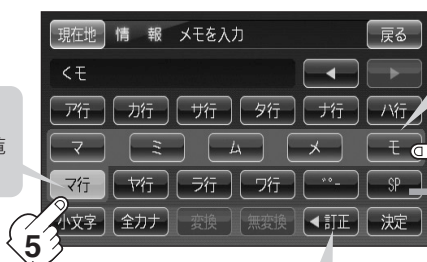 現在地 情 報 メモを入力 戻る
くモ ◀ ▶
ア行 カ行 サ行 タ行 ナ行 ハ行
マ ミ ム メ モ
マ行 ヤ行 ラ行 ワ行 ゛゜ー SP
小文字 全カナ 変換 無変換 ◀訂正 決定
覧
5